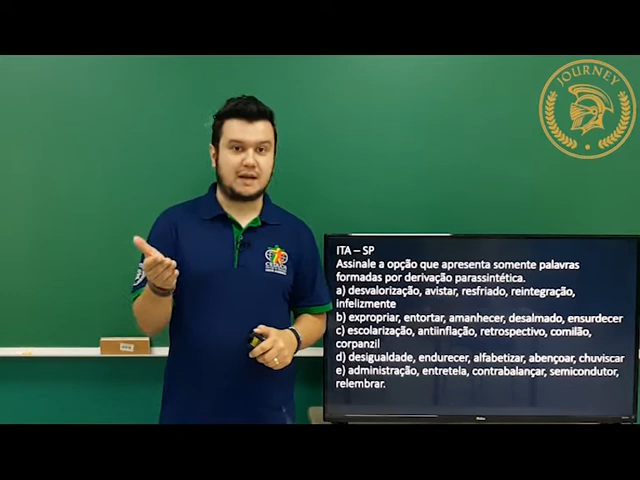 JOURNEY
ITA – SP
Assinale a opção que apresenta somente palavras
formadas por derivação parassintética.
a) desvalorização, avistar, resfriado, reintegração,
infelizmente
b) expropriar, entortar, amanhecer, desalmado, ensurdecer
c) escolarização, antiinflação, retrospectivo, comilão,
corpanzil
d) desigualdade, endurecer, alfabetizar, abençoar, chuviscar
e) administração, entretela, contrabalançar, semicondutor,
relembrar.